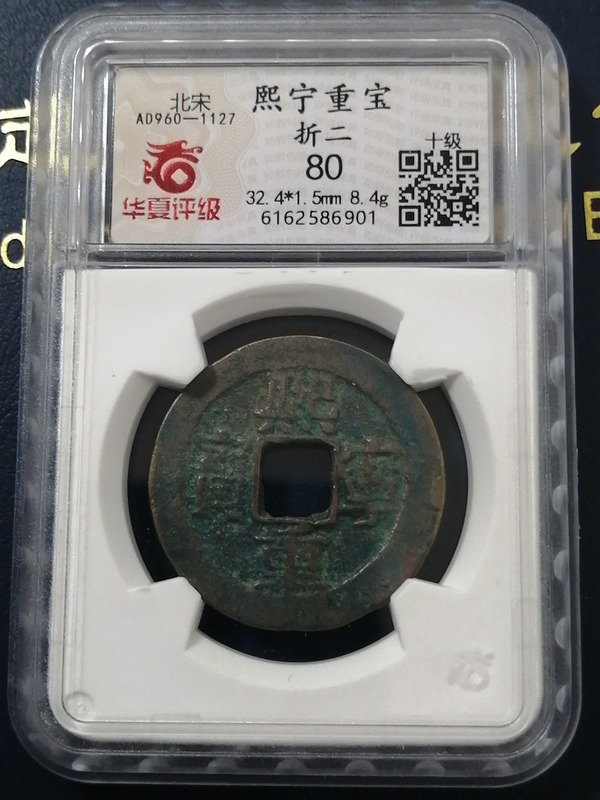 北宋
AD960—1127
华夏评级
熙宁重宝
折二
80
32.4*1.5mm 8.4g
6162586901
十级
熙寧重寶